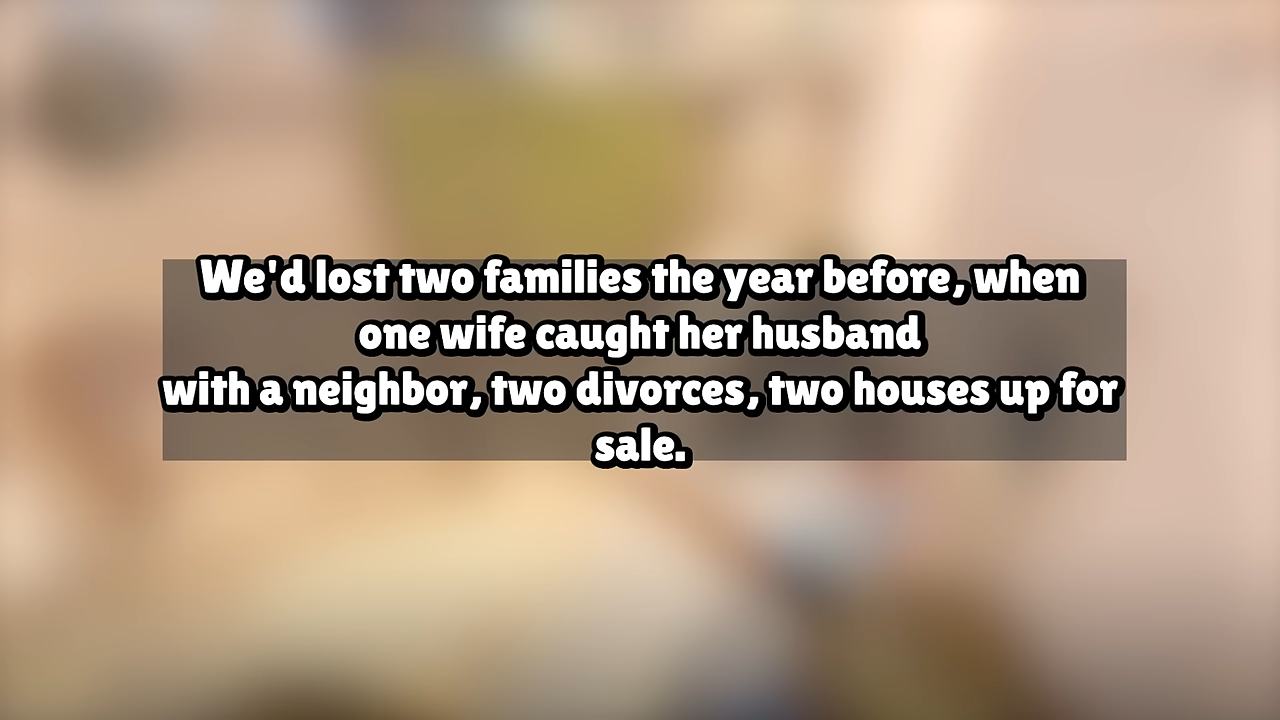 We'd lost two families the year before, when
one wife caught her husband
with a neighbor, two divorces, two houses up for
sale.